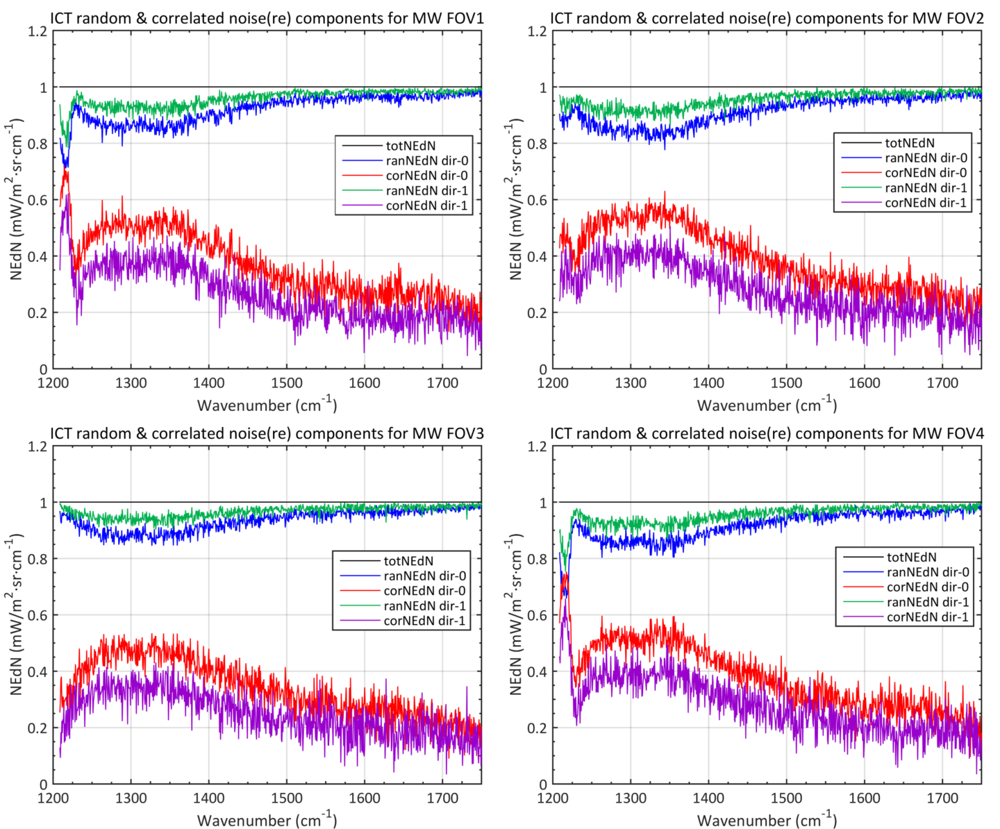 ICT random & correlated noise(re) components for MW FOV1
1.2
1
0.8
0.6
0.4
0.2
0
NEdN (mW/m²·sr·cm⁻¹)
totNEdN
ranNEdN dir-0
corNEdN dir-0
ranNEdN dir-1
corNEdN dir-1
1200 1300 1400 1500 1600 1700
Wavenumber (cm⁻¹)
ICT random & correlated noise(re) components for MW FOV2
1.2
1
0.8
0.6
0.4
0.2
0
NEdN (mW/m²·sr·cm⁻¹)
totNEdN
ranNEdN dir-0
corNEdN dir-0
ranNEdN dir-1
corNEdN dir-1
1200 1300 1400 1500 1600 1700
Wavenumber (cm⁻¹)
ICT random & correlated noise(re) components for MW FOV3
1.2
1
0.8
0.6
0.4
0.2
0
NEdN (mW/m²·sr·cm⁻¹)
totNEdN
ranNEdN dir-0
corNEdN dir-0
ranNEdN dir-1
corNEdN dir-1
1200 1300 1400 1500 1600 1700
Wavenumber (cm⁻¹)
ICT random & correlated noise(re) components for MW FOV4
1.2
1
0.8
0.6
0.4
0.2
0
NEdN (mW/m²·sr·cm⁻¹)
totNEdN
ranNEdN dir-0
corNEdN dir-0
ranNEdN dir-1
corNEdN dir-1
1200 1300 1400 1500 1600 1700
Wavenumber (cm⁻¹)